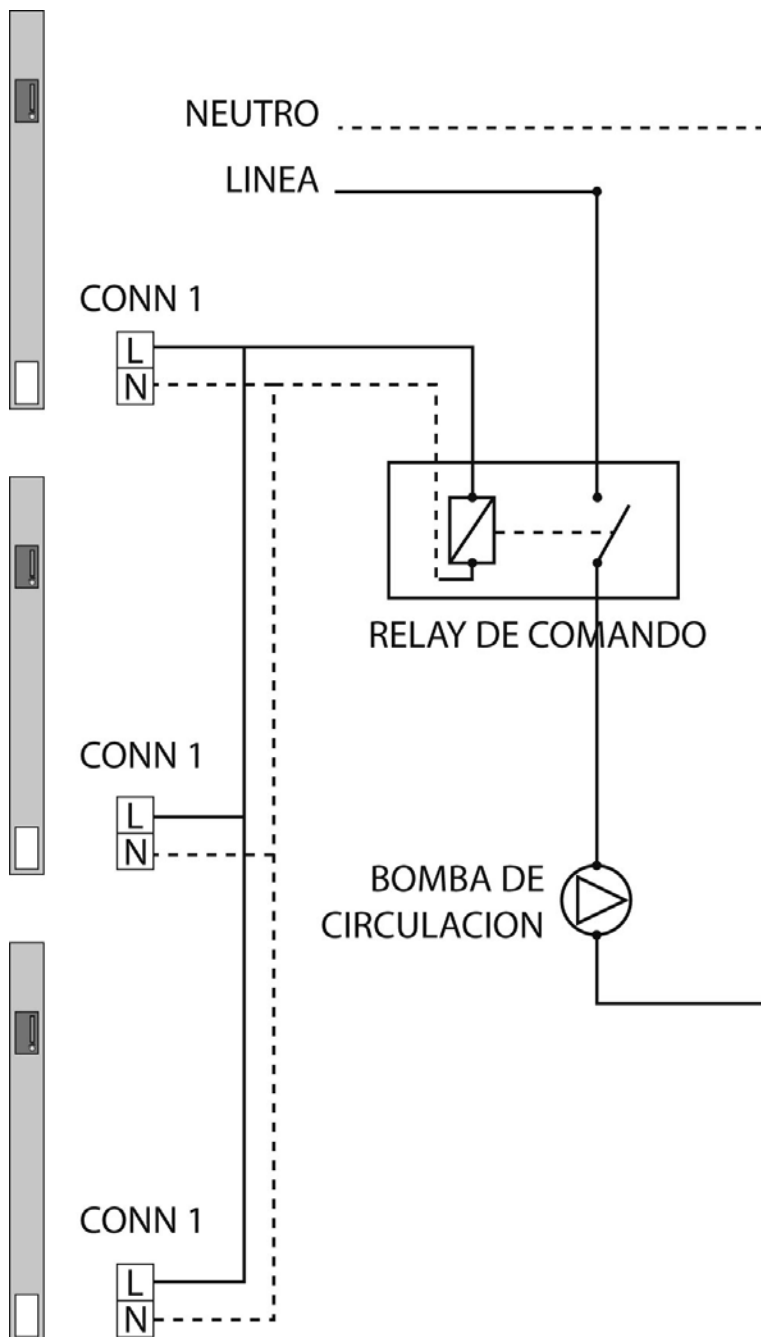 NEUTRO
LINEA
CONN 1
L
N
RELAY DE COMANDO
CONN 1
L
N
BOMBA DE
CIRCULACION
CONN 1
L
N